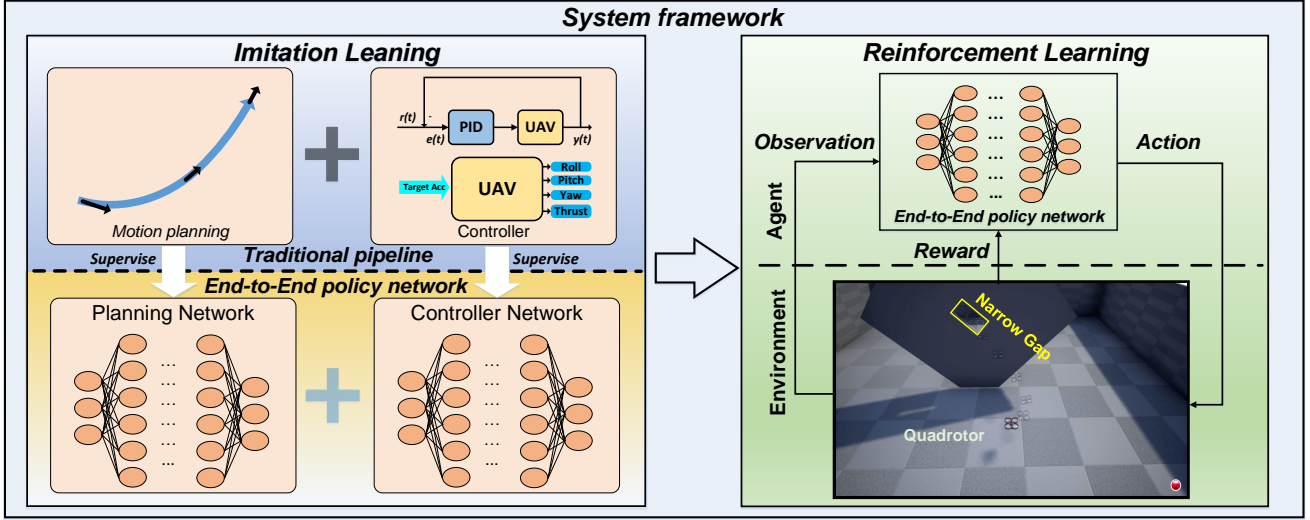 System framework
Imitation Leaning
Motion planning
r(t)
-
e(t)
PID
UAV
y(t)
Target Acc
UAV
Roll
Pitch
Yaw
Thrust
Controller
Supervise
Traditional pipeline
Supervise
End-to-End policy network
Planning Network
...
...
...
...
...
...
Controller Network
...
...
...
...
...
...
Reinforcement Learning
...
...
...
...
...
...
End-to-End policy network
Observation
Action
Agent
Reward
Environment
Narrow Gap
Quadrotor